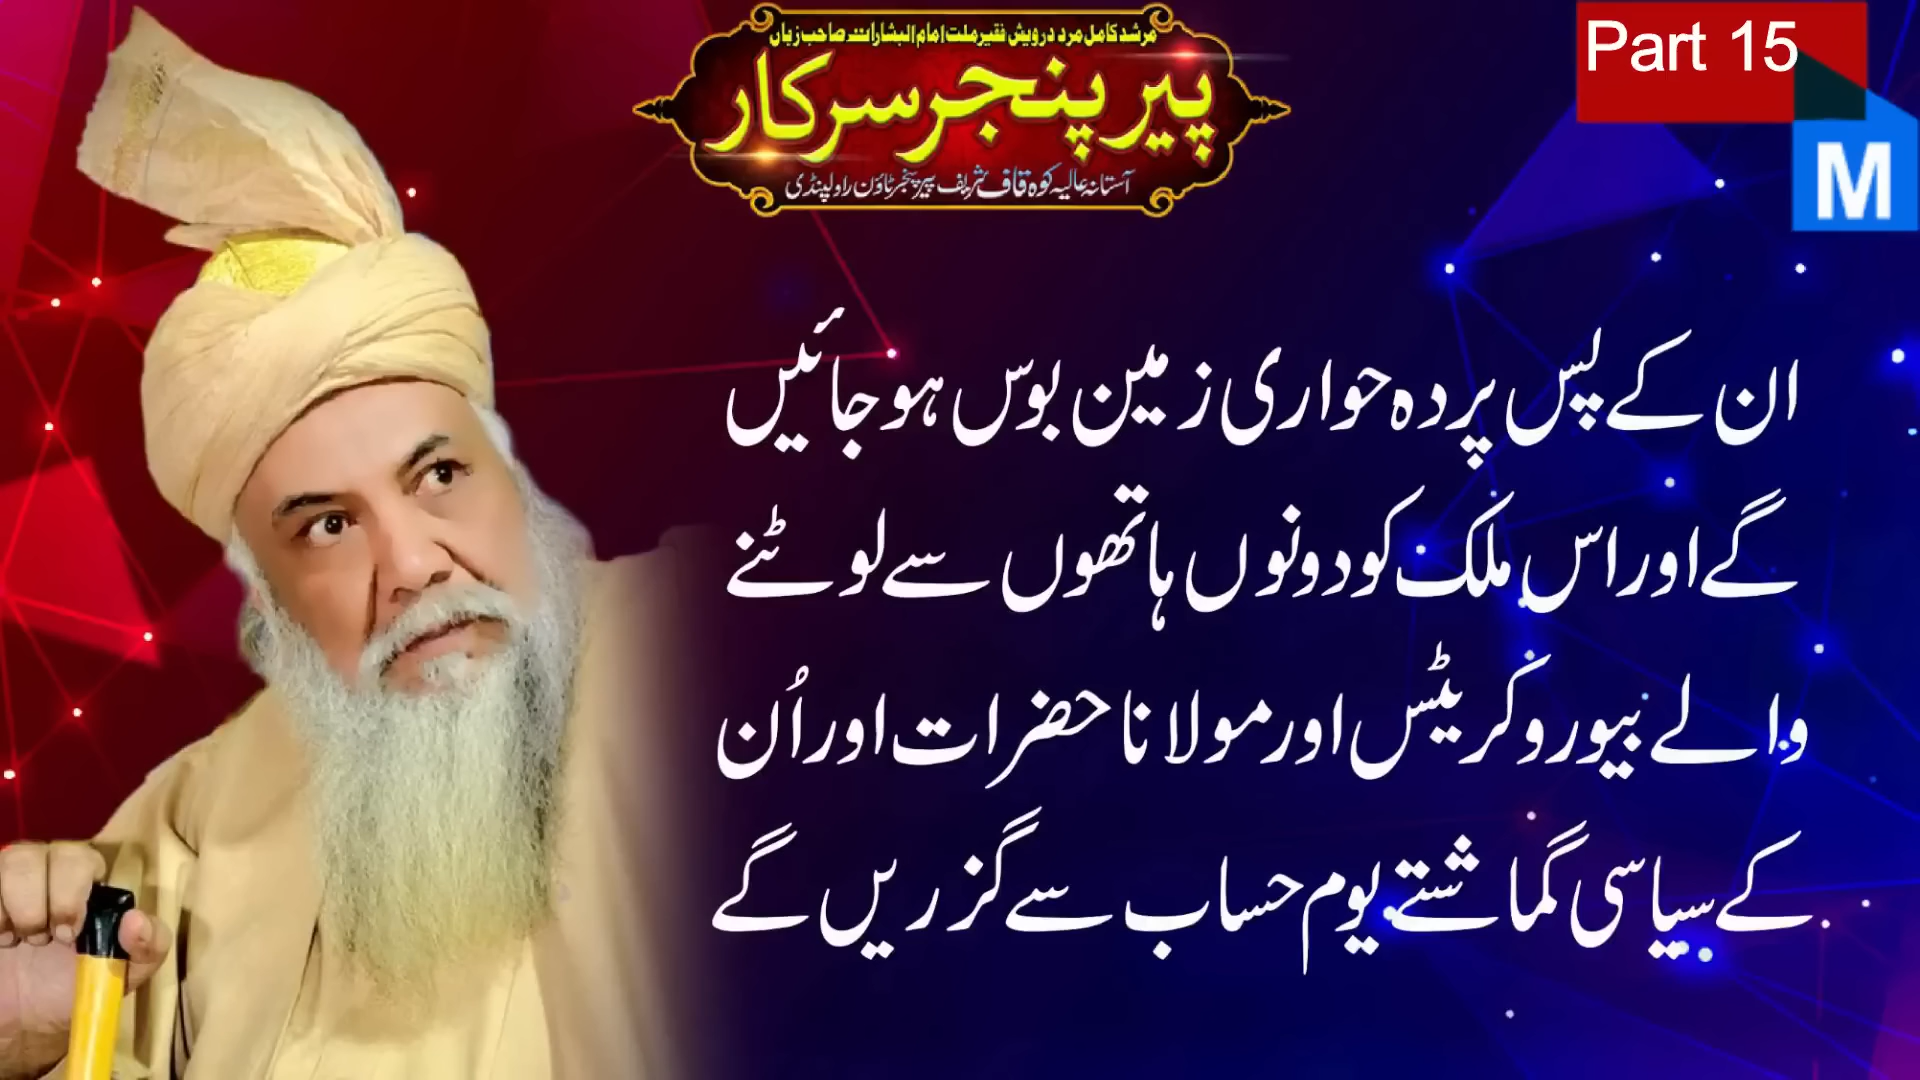 مرشد کامل مرد درویش فقیر ملت امام البشارات صاحب زباں
پیر پنجر سرکار
آستانہ عالیہ کوہ قاف شریف پیر پنجر ٹاؤن راولپنڈی
Part 15
M
ان کے پس پردہ حواری زمین بوس ہو جائیں
گے اور اس ملک کو دونوں ہاتھوں سے لوٹنے
والے بیوروکریٹس اور مولانا حضرات اور اُن
کے سیاسی گماشتے یوم حساب سے گزریں گے